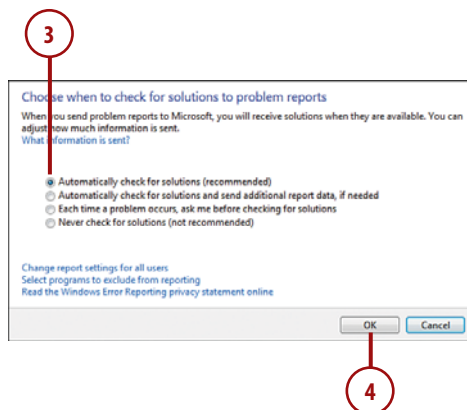 3
Choose when to check for solutions to problem reports
When you send problem reports to Microsoft, you will receive solutions when they are available. You can
adjust how much information is sent.
What information is sent?
Automatically check for solutions (recommended)
Automatically check for solutions and send additional report data, if needed
Each time a problem occurs, ask me before checking for solutions
Never check for solutions (not recommended)
Change report settings for all users
Select programs to exclude from reporting
Read the Windows Error Reporting privacy statement online
OK Cancel
4